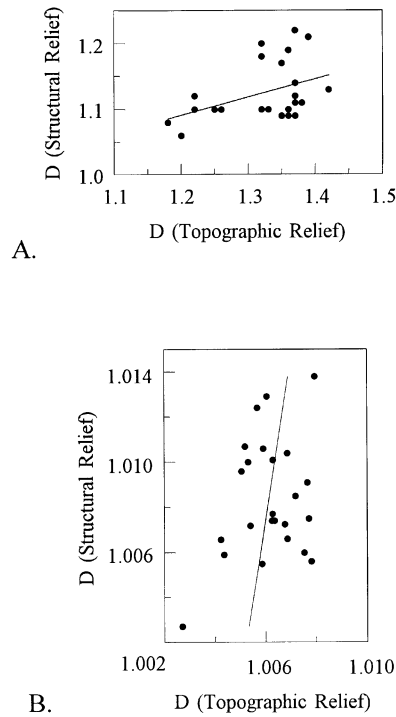 D (Structural Relief)
1.2
1.1
1.0
1.1 1.2 1.3 1.4 1.5
D (Topographic Relief)
A.
D (Structural Relief)
1.014
1.010
1.006
1.002 1.006 1.010
D (Topographic Relief)
B.